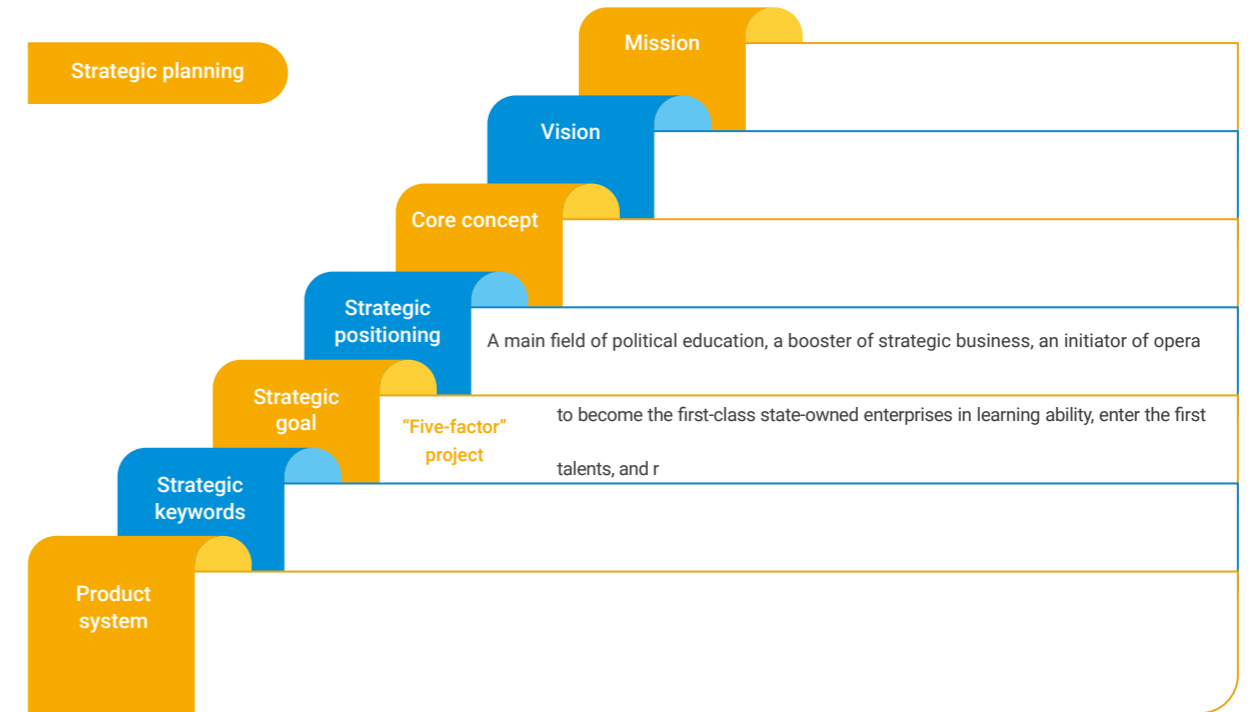 Strategic planning
Mission
Vision
Core concept
Strategic
positioning
A main field of political education, a booster of strategic business, an initiator of opera
Strategic
goal
“Five-factor”
project
to become the first-class state-owned enterprises in learning ability, enter the first
talents, and r
Strategic
keywords
Product
system